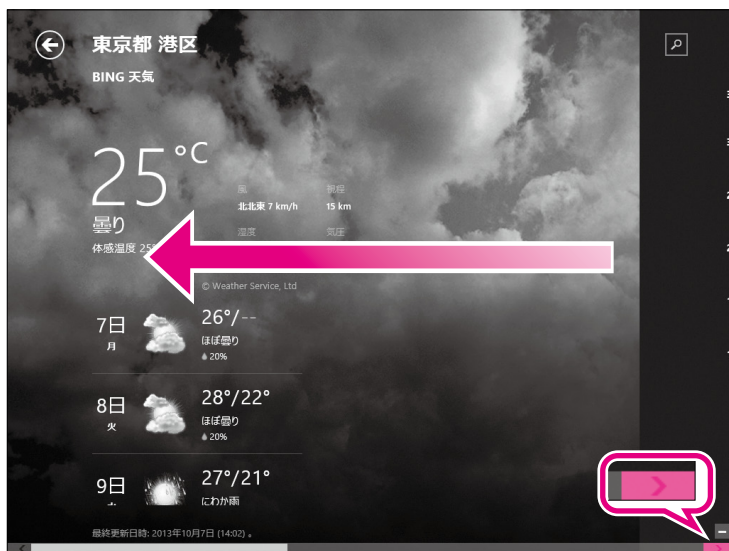 東京都 港区
BING 天気
25°C
曇り
体感温度 25
風
北北東 7 km/h
視程
15 km
湿度
気圧
© Weather Service, Ltd
7日
月
26°/--
ほぼ曇り
20%
8日
火
28°/22°
ほぼ曇り
20%
9日
27°/21°
にわか雨
最終更新日時: 2013年10月7日 (14:02) 。